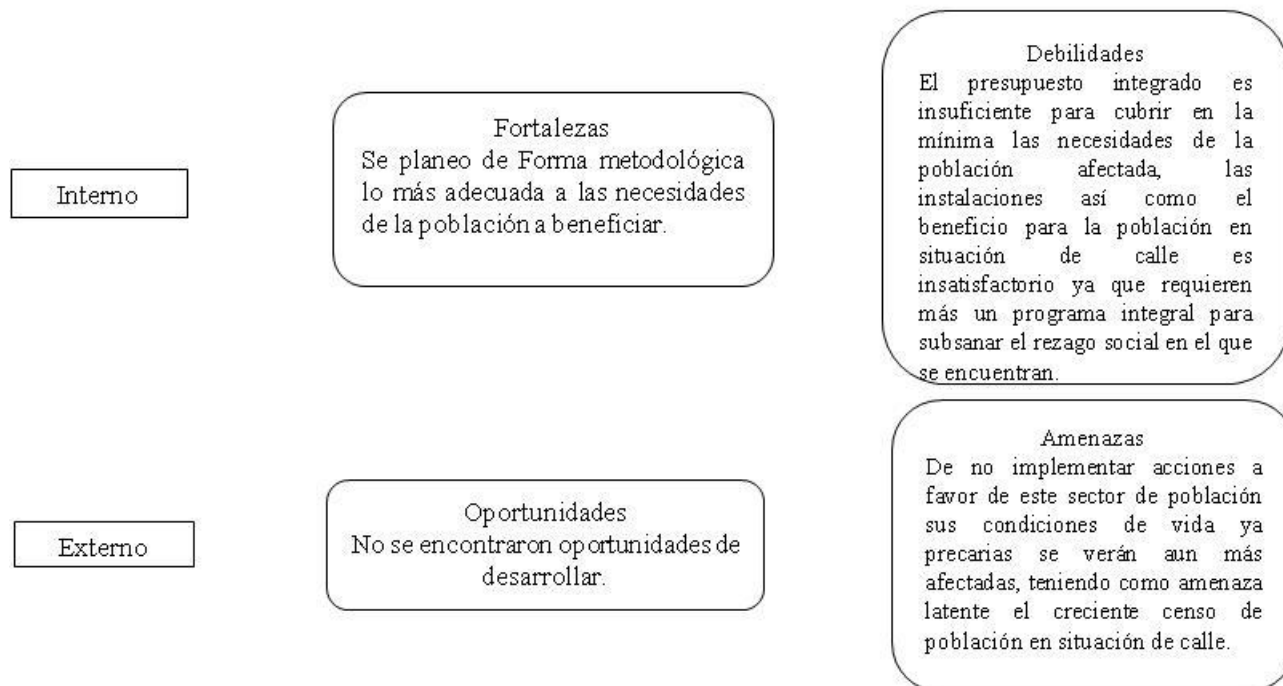 Interno
Fortalezas
Se planeo de Forma metodológica
lo más adecuada a las necesidades
de la población a beneficiar.
Debilidades
El presupuesto integrado es
insuficiente para cubrir en la
mínima las necesidades de la
población afectada, las
instalaciones así como el
beneficio para la población en
situación de calle es
insatisfactorio ya que requieren
más un programa integral para
subsanar el rezago social en el que
se encuentran.
Externo
Oportunidades
No se encontraron oportunidades de
desarrollar.
Amenazas
De no implementar acciones a
favor de este sector de población
sus condiciones de vida ya
precarias se verán aun más
afectadas, teniendo como amenaza
latente el creciente censo de
población en situación de calle.